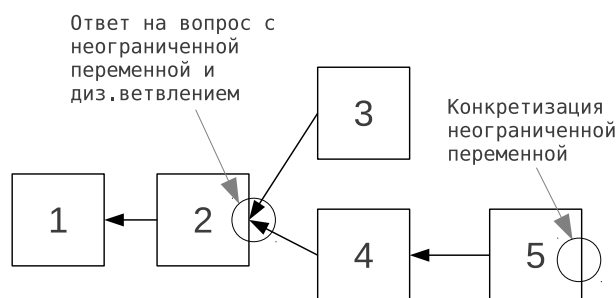 Ответ на вопрос с
неограниченной
переменной и
диз.ветвлением
3
Конкретизация
неограниченной
переменной
1
2
4
5